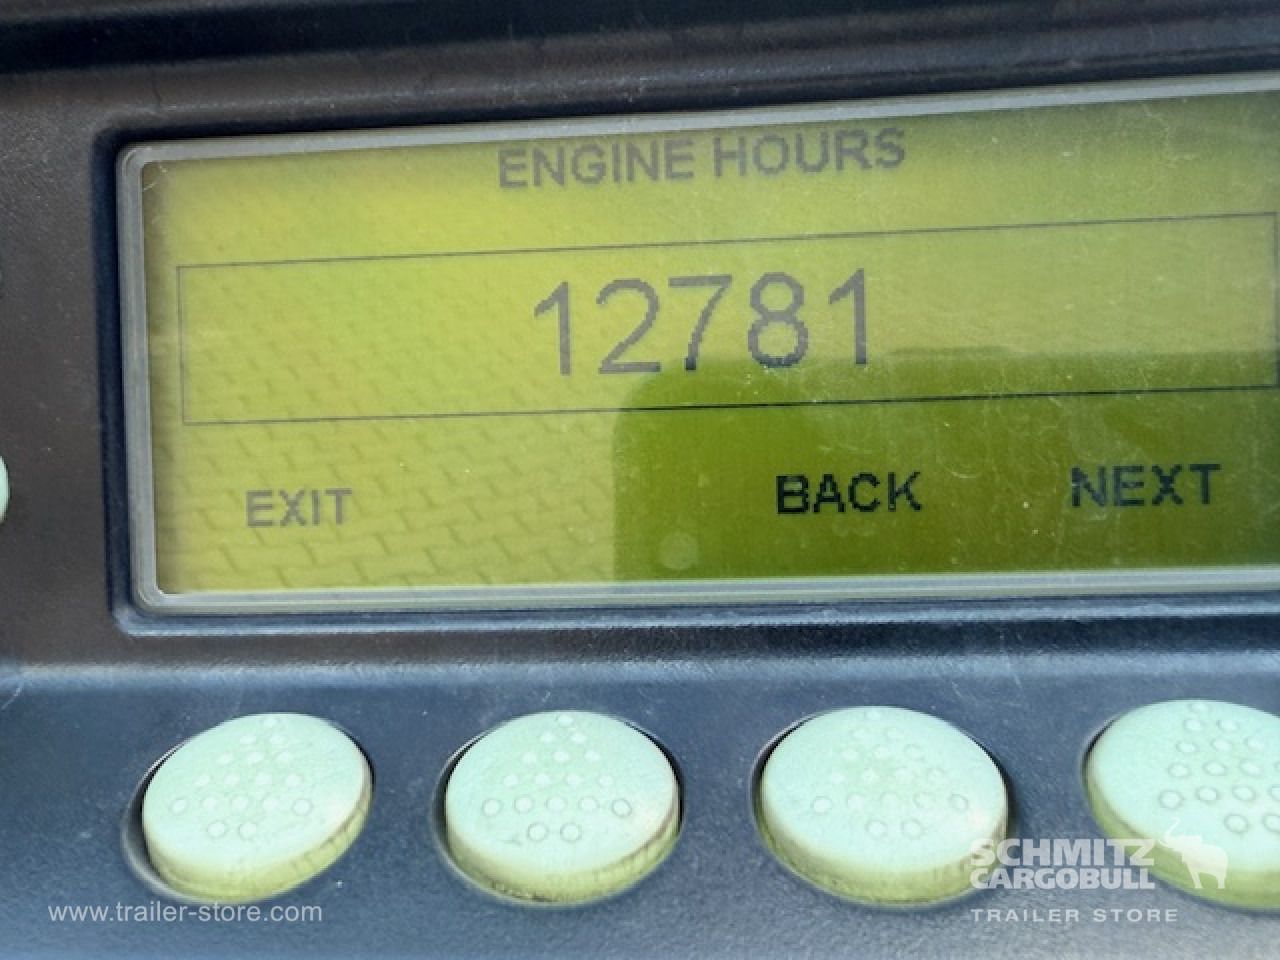 ENGINE HOURS
12781
EXIT BACK NEXT
SCHMITZ
CARGOBULL
www.trailer-store.com TRAILER STORE